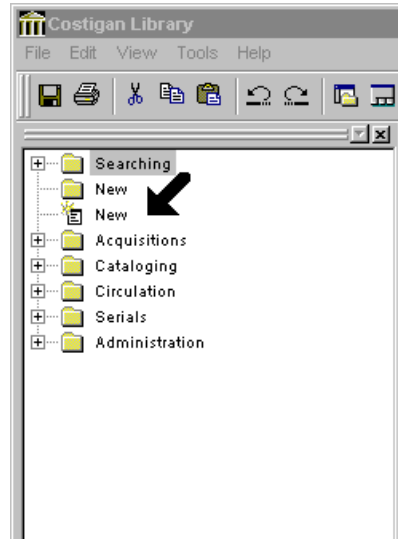 Costigan Library
File Edit View Tools Help
Searching
New
New
Acquisitions
Cataloging
Circulation
Serials
Administration